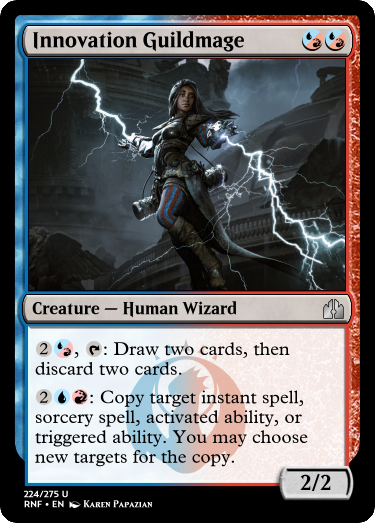 Innovation Guildmage
Creature — Human Wizard
2 , : Draw two cards, then
discard two cards.
2 : Copy target instant spell,
sorcery spell, activated ability, or
triggered ability. You may choose
new targets for the copy.
2/2
224/275 U
RNF • EN Karen Papazian